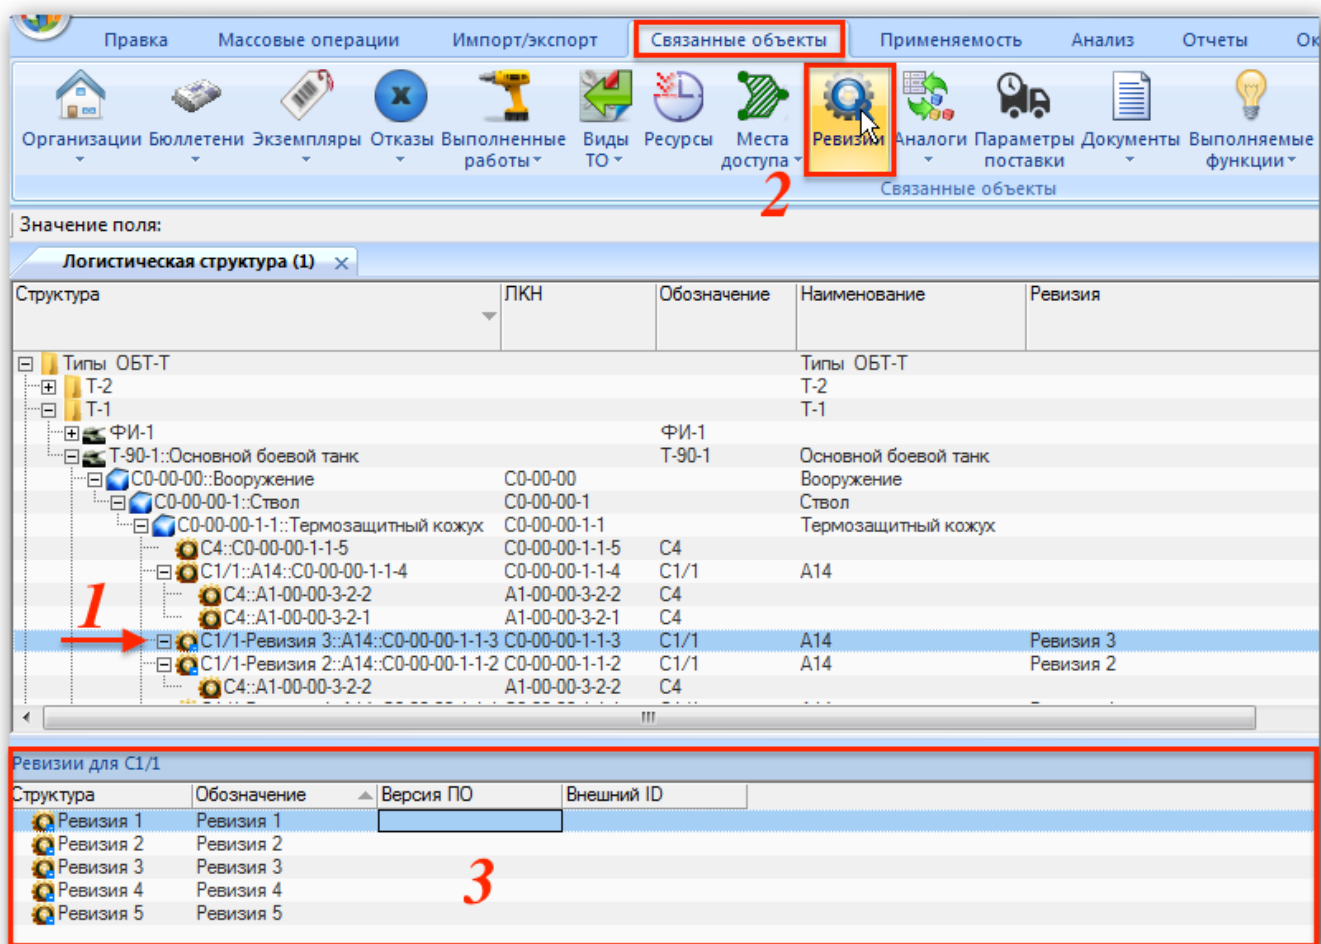 Правка Массовые операции Импорт/экспорт Связанные объекты Применяемость Анализ Отчеты Ок
Организации Бюллетени Экземпляры Отказы Выполненные работы Виды ТО Ресурсы Места доступа Ревизии Аналоги Параметры поставки Документы Выполняемые функции
2
Связанные объекты
Значение поля:
Логистическая структура (1)
Структура ЛКН Обозначение Наименование Ревизия
Типы ОБТ-Т Типы ОБТ-Т
Т-2 Т-2
Т-1 Т-1
ФИ-1 ФИ-1
Т-90-1::Основной боевой танк Т-90-1 Основной боевой танк
С0-00-00::Вооружение С0-00-00 Вооружение
С0-00-00-1::Ствол С0-00-00-1 Ствол
С0-00-00-1-1::Термозащитный кожух С0-00-00-1-1 Термозащитный кожух
С4::С0-00-00-1-1-5 С0-00-00-1-1-5 С4
С1/1::А14::С0-00-00-1-1-4 С0-00-00-1-1-4 С1/1 А14
С4::А1-00-00-3-2-2 А1-00-00-3-2-2 С4
1
С4::А1-00-00-3-2-1 А1-00-00-3-2-1 С4
С1/1-Ревизия 3::А14::С0-00-00-1-1-3 С0-00-00-1-1-3 С1/1 А14 Ревизия 3
С1/1-Ревизия 2::А14::С0-00-00-1-1-2 С0-00-00-1-1-2 С1/1 А14 Ревизия 2
С4::А1-00-00-3-2-2 А1-00-00-3-2-2 С4
Ревизии для С1/1
Структура Обозначение Версия ПО Внешний ID
Ревизия 1 Ревизия 1
Ревизия 2 Ревизия 2
Ревизия 3 Ревизия 3
3
Ревизия 4 Ревизия 4
Ревизия 5 Ревизия 5